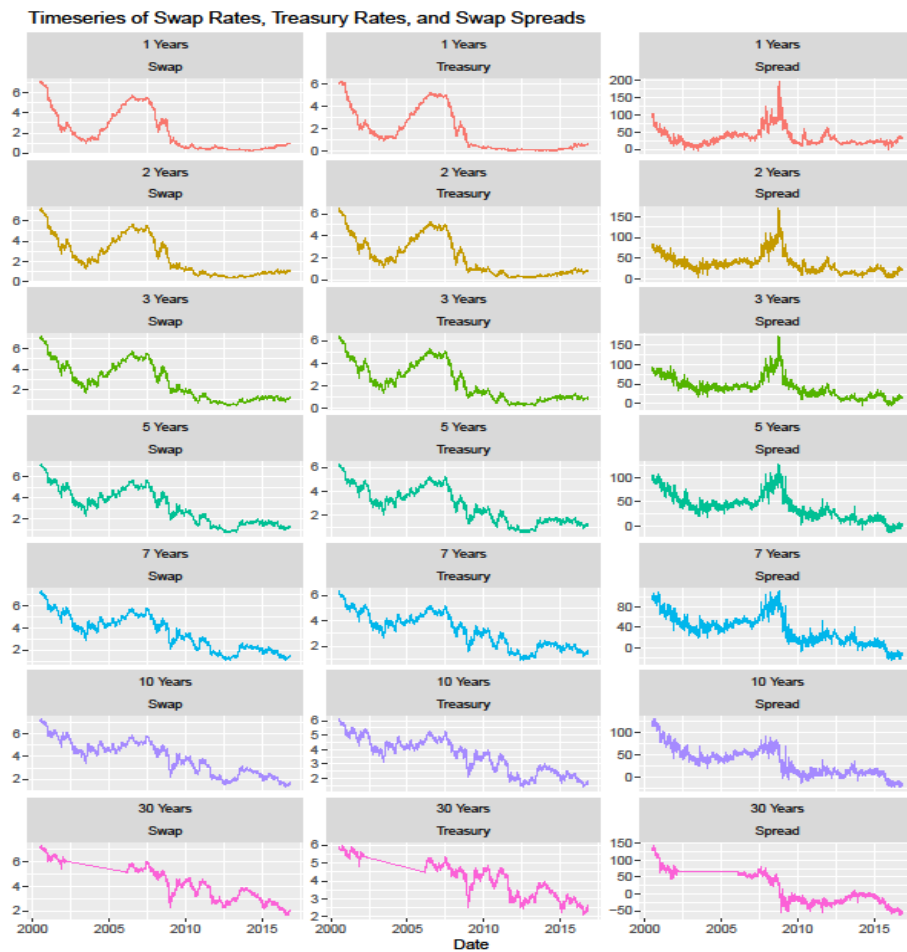 Timeseries of Swap Rates, Treasury Rates, and Swap Spreads
1 Years
Swap
1 Years
Treasury
1 Years
Spread
6
4
2
0
6
4
2
0
200
150
100
50
0
2 Years
Swap
2 Years
Treasury
2 Years
Spread
6
4
2
0
6
4
2
0
150
100
50
0
3 Years
Swap
3 Years
Treasury
3 Years
Spread
6
4
2
6
4
2
0
150
100
50
0
5 Years
Swap
5 Years
Treasury
5 Years
Spread
6
4
2
6
4
2
100
50
0
7 Years
Swap
7 Years
Treasury
7 Years
Spread
6
4
2
6
4
2
80
40
0
10 Years
Swap
10 Years
Treasury
10 Years
Spread
6
4
2
6
5
4
3
2
100
50
0
30 Years
Swap
30 Years
Treasury
30 Years
Spread
6
4
2
6
5
4
3
2
150
100
50
0
−50
2000 2005 2010 2015 2000 2005 2010 2015 2000 2005 2010 2015
Date